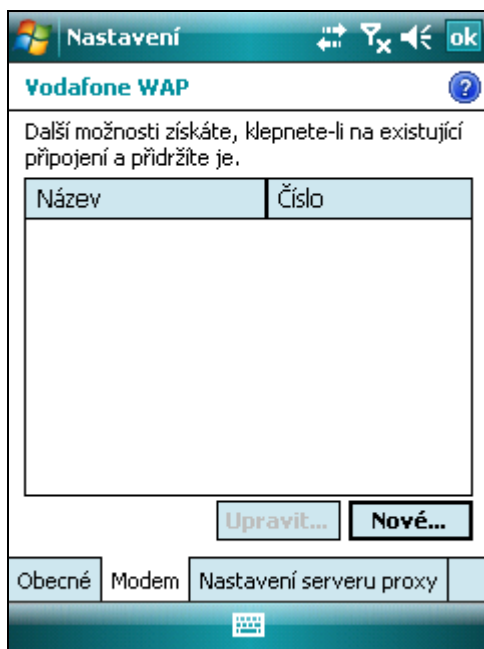 Nastavení ok
Vodafone WAP ?
Další možnosti získáte, klepnete-li na existující
připojení a přidržíte je.
Název Číslo
Upravit... Nové...
Obecné Modem Nastavení serveru proxy